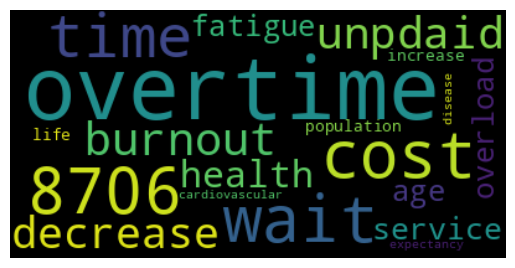 time fatigue unpdaid
increase
overtime
disease
overload
life
population
burnout
cost
8706
health
cardiovascular
age
decrease
wait
service
expectancy